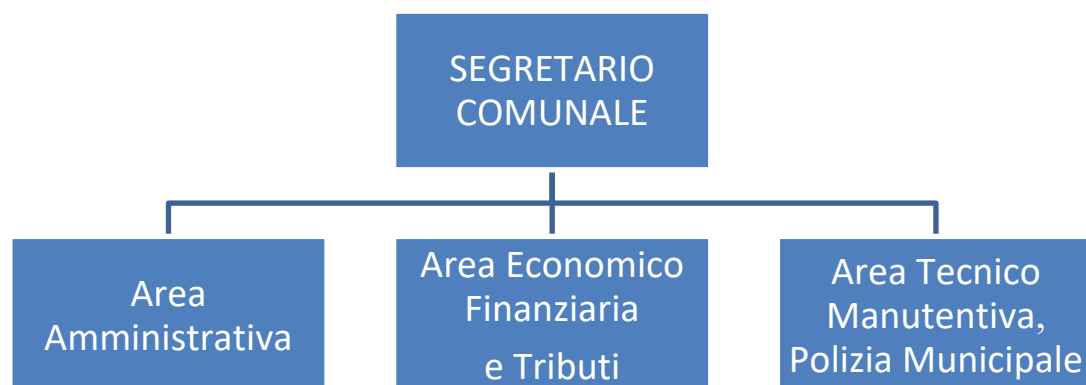 SEGRETARIO
COMUNALE
Area
Amministrativa
Area Economico
Finanziaria
e Tributi
Area Tecnico
Manutentiva,
Polizia Municipale